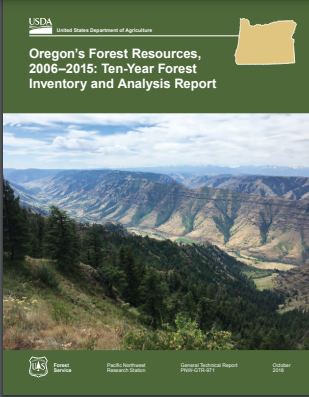 USDA
United States Department of Agriculture
Oregon's Forest Resources,
2006–2015: Ten-Year Forest
Inventory and Analysis Report
Forest
Service
Pacific Northwest
Research Station
General Technical Report
PNW-GTR-971
October
2018